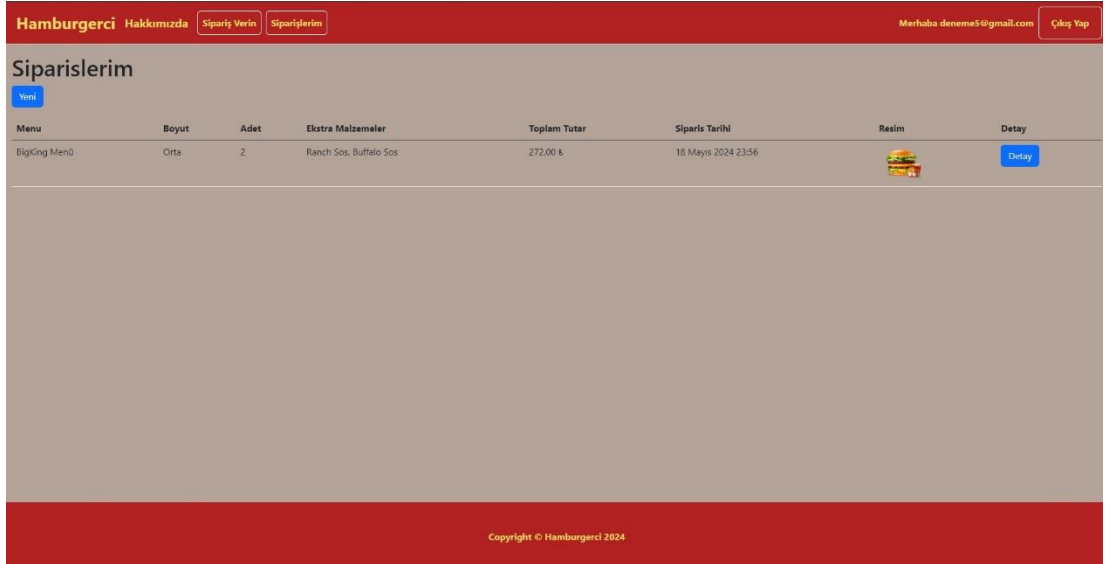 Hamburgerci Hakkımızda Sipariş Verin Siparişlerim Merhaba deneme5@gmail.com Çıkış Yap
Siparislerim
Yeni
Menu Boyut Adet Ekstra Malzemeler Toplam Tutar Siparis Tarihi Resim Detay
BigKing Menü Orta 2 Ranch Sos, Buffalo Sos 272.00 ₺ 18 Mayıs 2024 23:56 Detay
Copyright © Hamburgerci 2024